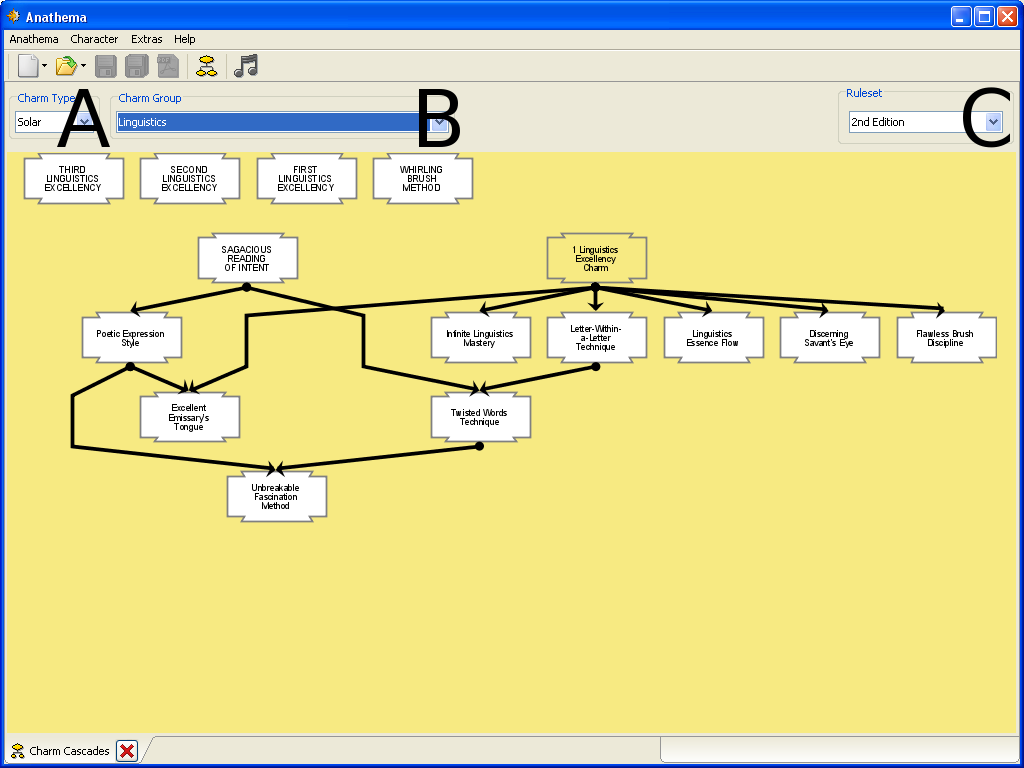 Anathema
Anathema Character Extras Help
Charm Type
Charm Group
Ruleset
Solar
Linguistics
2nd Edition
A
B
C
THIRD
LINGUISTICS
EXCELLENCY
SECOND
LINGUISTICS
EXCELLENCY
FIRST
LINGUISTICS
EXCELLENCY
WHIRLING
BRUSH
METHOD
SAGACIOUS
READING
OF INTENT
1 Linguistics
Excellency
Charm
Poetic Expression
Style
Infinite Linguistics
Mastery
Letter-Within-
a-Letter
Technique
Linguistics
Essence Flow
Discerning
Savant's Eye
Flawless Brush
Discipline
Excellent
Emissary's
Tongue
Twisted Words
Technique
Unbreakable
Fascination
Method
Charm Cascades